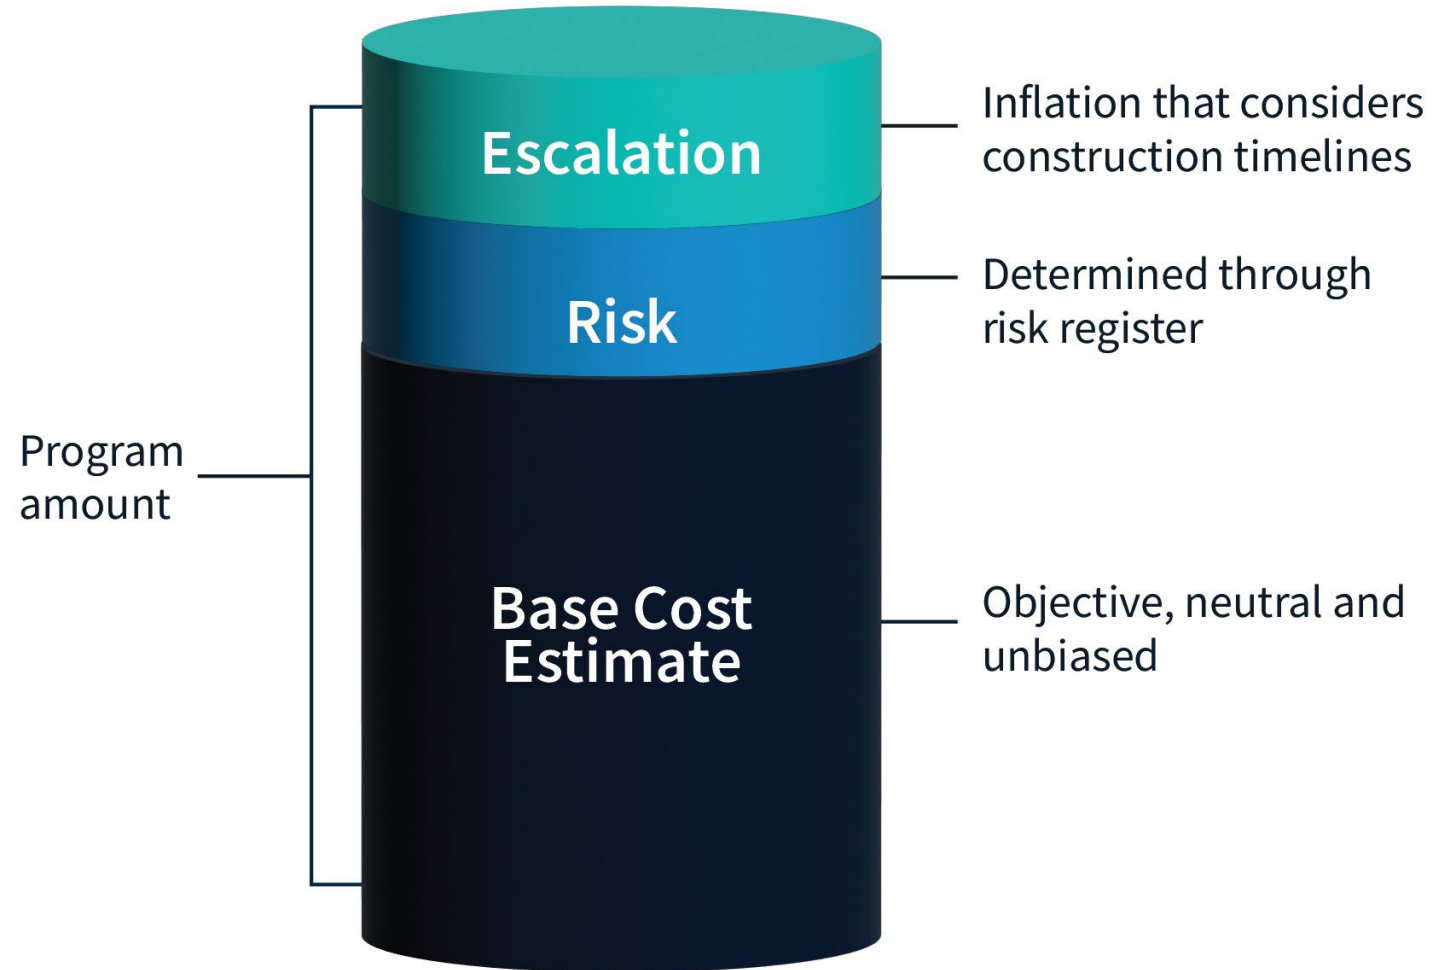 Escalation
Inflation that considers
construction timelines
Risk
Determined through
risk register
Program
amount
Base Cost
Estimate
Objective, neutral and
unbiased